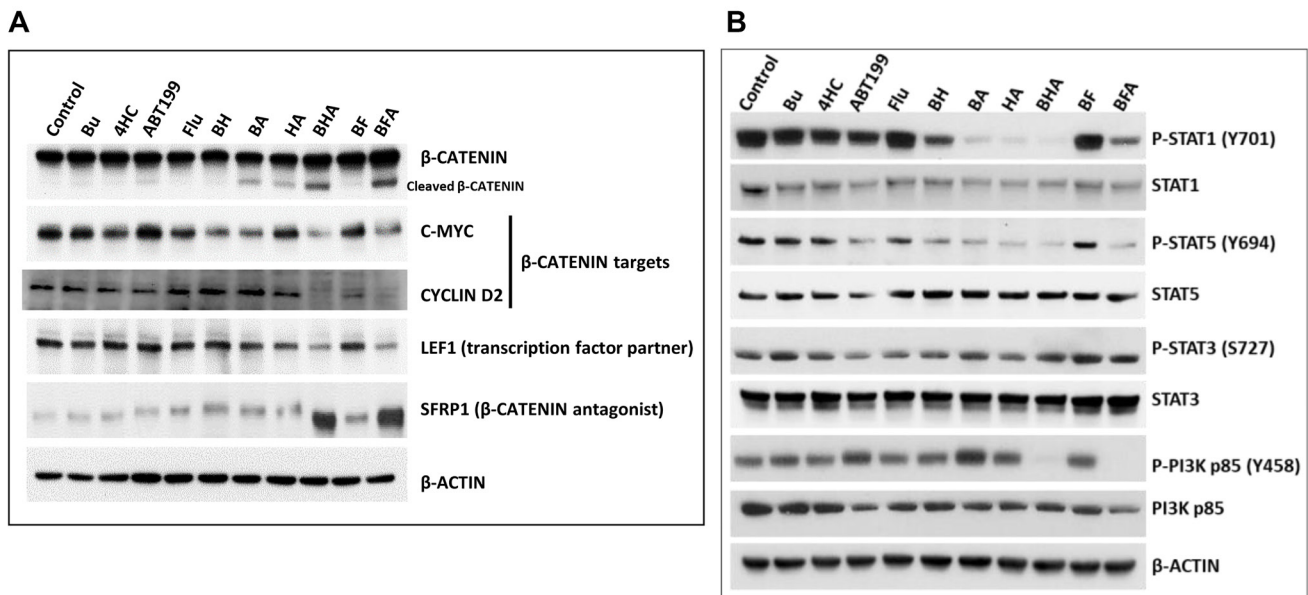 A
Control Bu 4HC ABT199 Flu BH BA HA BHA BF BFA
β-CATENIN
Cleaved β-CATENIN
C-MYC
β-CATENIN targets
CYCLIN D2
LEF1 (transcription factor partner)
SFRP1 (β-CATENIN antagonist)
β-ACTIN
B
Control Bu 4HC ABT199 Flu BH BA HA BHA BF BFA
P-STAT1 (Y701)
STAT1
P-STAT5 (Y694)
STAT5
P-STAT3 (S727)
STAT3
P-PI3K p85 (Y458)
PI3K p85
β-ACTIN